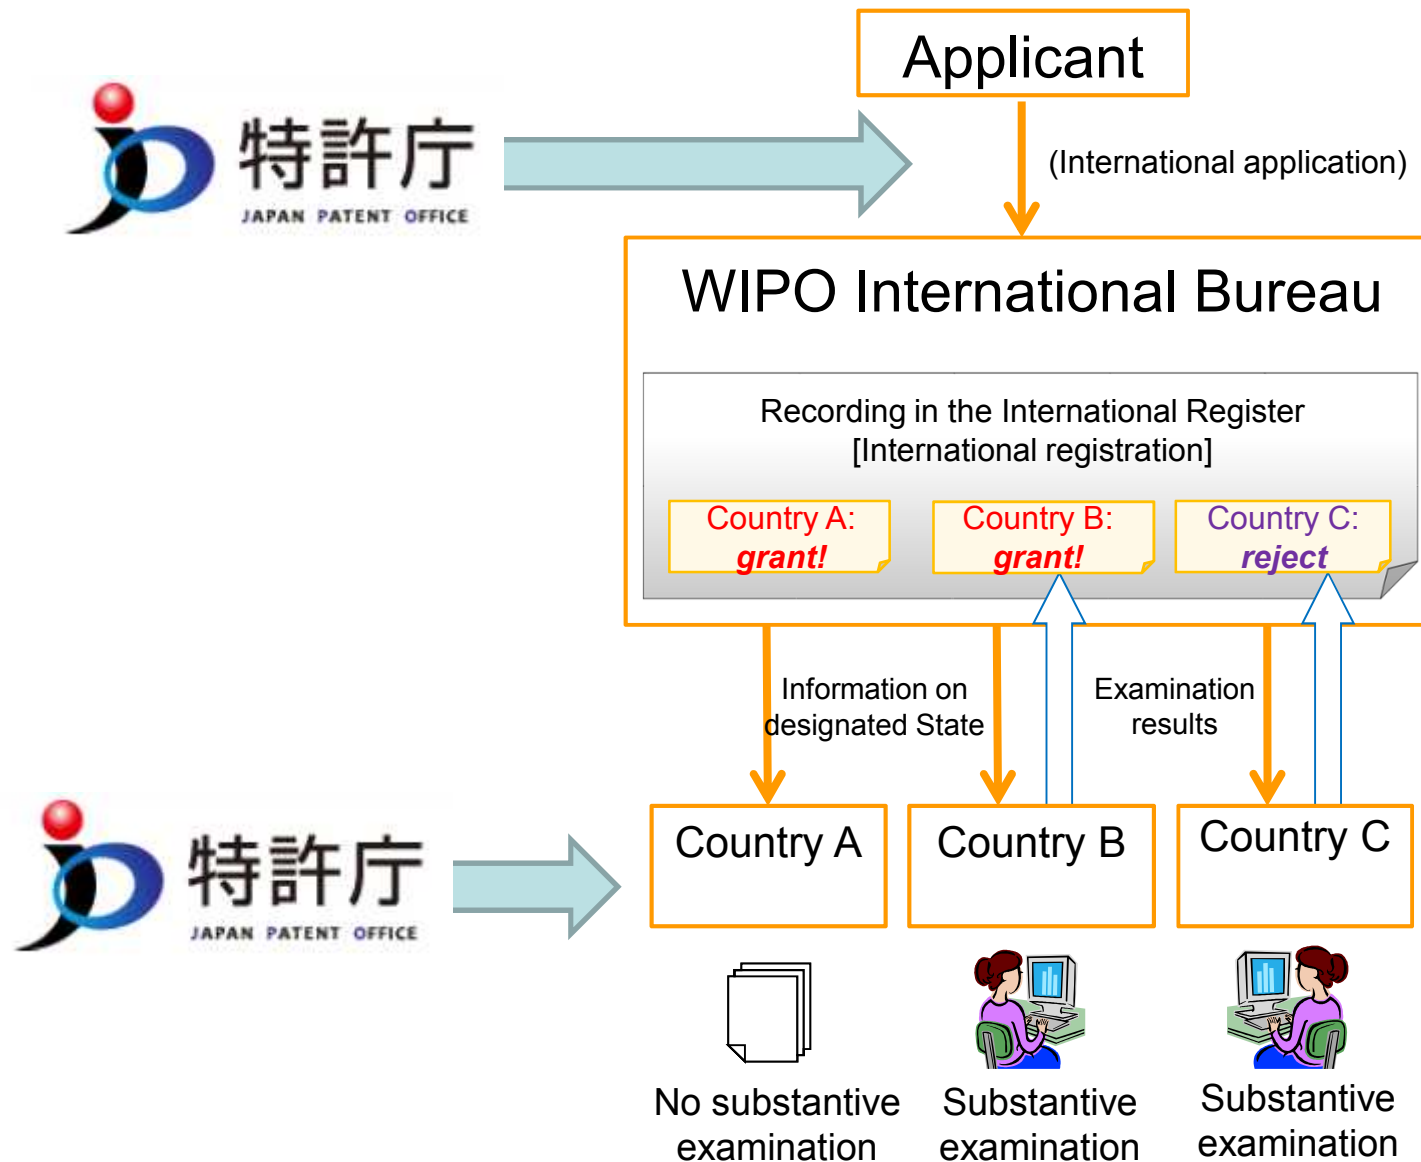 Applicant
特許庁
JAPAN PATENT OFFICE
(International application)
WIPO International Bureau
Recording in the International Register
[International registration]
Country A:
grant!
Country B:
grant!
Country C:
reject
Information on
designated State
Examination
results
特許庁
JAPAN PATENT OFFICE
Country A
Country B
Country C
No substantive
examination
Substantive
examination
Substantive
examination